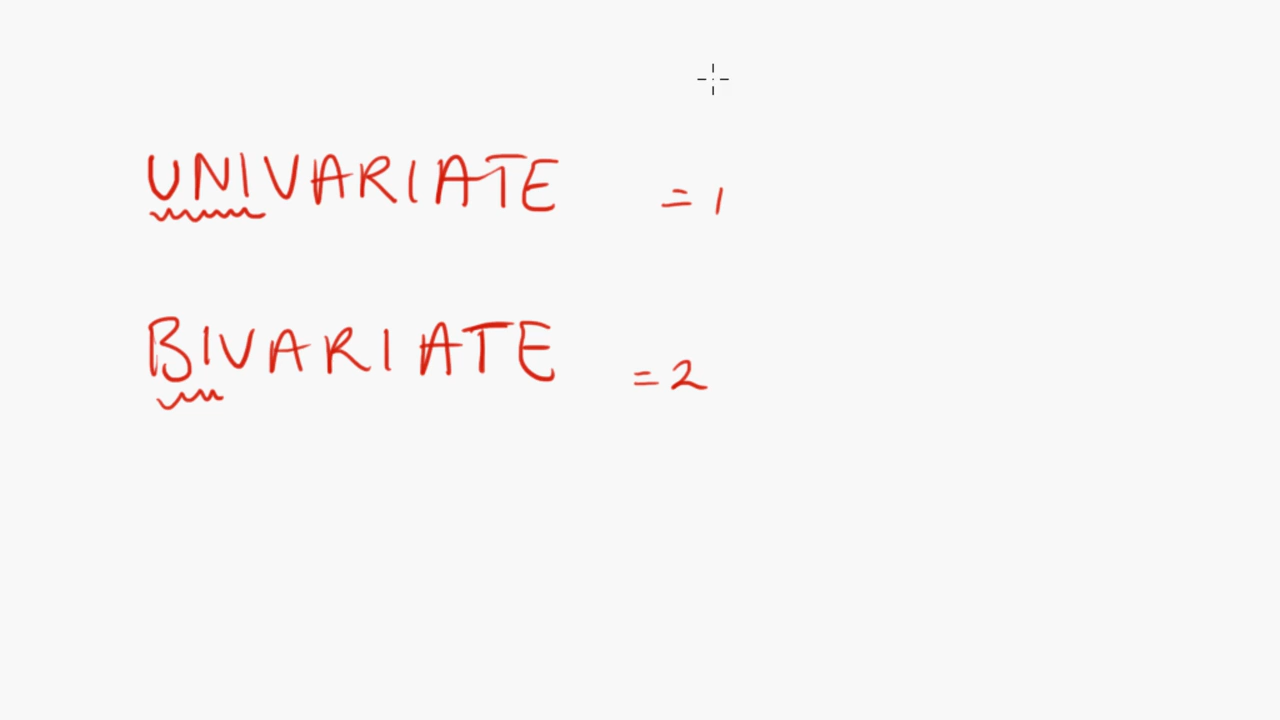 UNIVARIATE = 1
BIVARIATE = 2